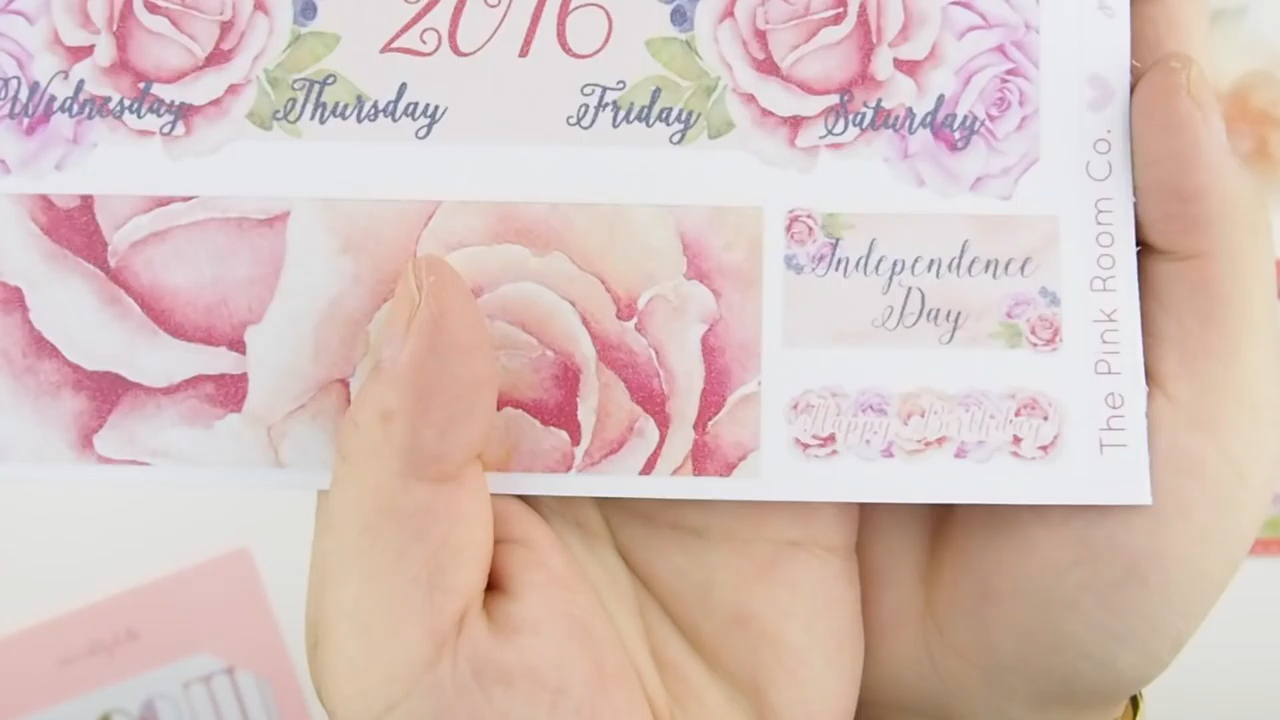 2016
Wednesday Thursday Friday Saturday
Independence
Day
Happy Birthday
The Pink Room Co.